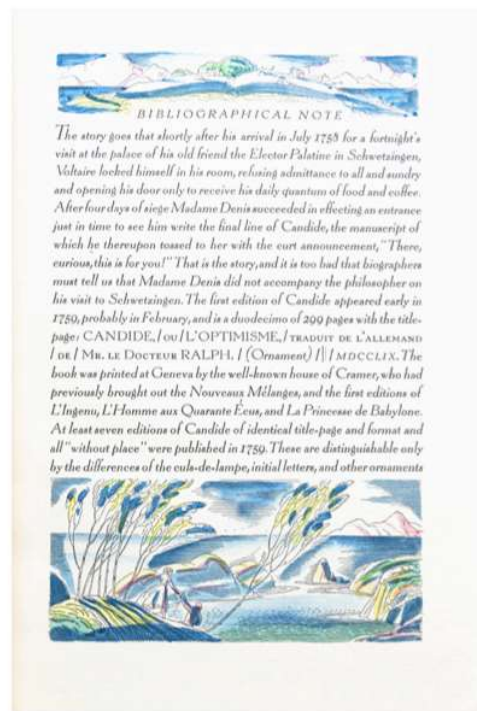 BIBLIOGRAPHICAL NOTE
The story goes that shortly after his arrival in July 1758 for a fortnight's
visit at the palace of his old friend the Elector Palatine in Schwetzingen,
Voltaire locked himself in his room, refusing admittance to all and sundry
and opening his door only to receive his daily quantum of food and coffee.
After four days of siege Madame Denis succeeded in effecting an entrance
just in time to see him write the final line of Candide, the manuscript of
which he thereupon tossed to her with the curt announcement, "There,
curious, this is for you!" That is the story, and it is too bad that biographers
must tell us that Madame Denis did not accompany the philosopher on
his visit to Schwetzingen. The first edition of Candide appeared early in
1759, probably in February, and is a duodecimo of 299 pages with the title-
page: CANDIDE, / OU / L'OPTIMISME, / TRADUIT DE L'ALLEMAND
/ DE / MR. LE DOCTEUR RALPH. / (Ornament) / || / MDCCLIX. The
book was printed at Geneva by the well-known house of Cramer, who had
previously brought out the Nouveaux Mélanges, and the first editions of
L'Ingenu, L'Homme aux Quarante Écus, and La Princesse de Babylone.
At least seven editions of Candide of identical title-page and format and
all "without place" were published in 1759. These are distinguishable only
by the differences of the culs-de-lampe, initial letters, and other ornaments